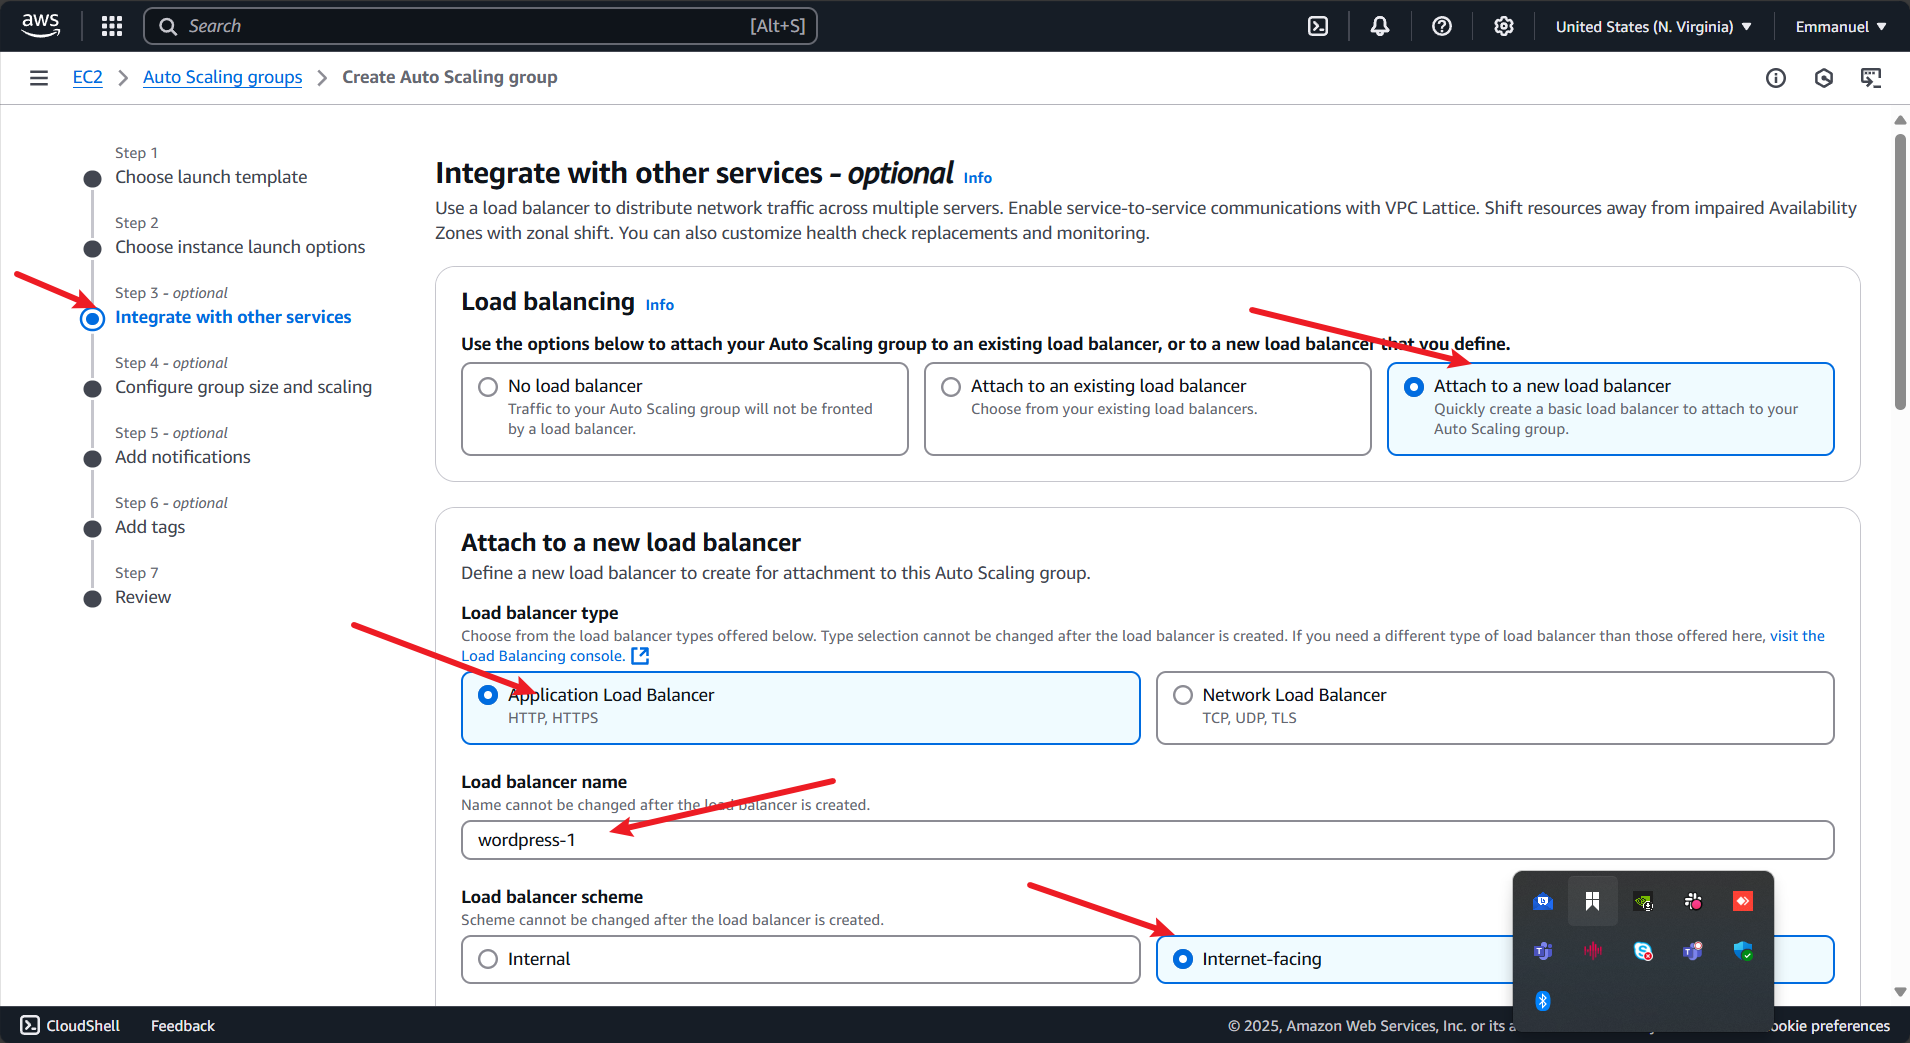 aws
Search
[Alt+S]
United States (N. Virginia)
Emmanuel
EC2
Auto Scaling groups
Create Auto Scaling group
Step 1
Choose launch template
Step 2
Choose instance launch options
Step 3 - optional
Integrate with other services
Step 4 - optional
Configure group size and scaling
Step 5 - optional
Add notifications
Step 6 - optional
Add tags
Step 7
Review
Integrate with other services - optional Info
Use a load balancer to distribute network traffic across multiple servers. Enable service-to-service communications with VPC Lattice. Shift resources away from impaired Availability
Zones with zonal shift. You can also customize health check replacements and monitoring.
Load balancing Info
Use the options below to attach your Auto Scaling group to an existing load balancer, or to a new load balancer that you define.
No load balancer
Traffic to your Auto Scaling group will not be fronted
by a load balancer.
Attach to an existing load balancer
Choose from your existing load balancers.
Attach to a new load balancer
Quickly create a basic load balancer to attach to your
Auto Scaling group.
Attach to a new load balancer
Define a new load balancer to create for attachment to this Auto Scaling group.
Load balancer type
Choose from the load balancer types offered below. Type selection cannot be changed after the load balancer is created. If you need a different type of load balancer than those offered here, visit the
Load Balancing console.
Application Load Balancer
HTTP, HTTPS
Network Load Balancer
TCP, UDP, TLS
Load balancer name
Name cannot be changed after the load balancer is created.
wordpress-1
Load balancer scheme
Scheme cannot be changed after the load balancer is created.
Internal
Internet-facing
CloudShell
Feedback
© 2025, Amazon Web Services, Inc. or its
ookie preferences